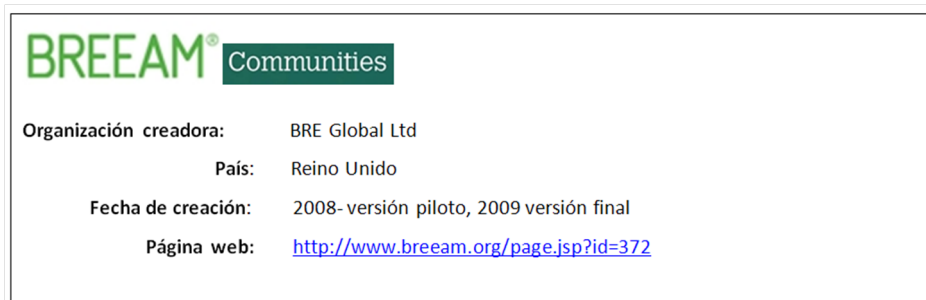 BREEAM® Communities
Organización creadora: BRE Global Ltd
País: Reino Unido
Fecha de creación: 2008- versión piloto, 2009 versión final
Página web: http://www.breeam.org/page.jsp?id=372